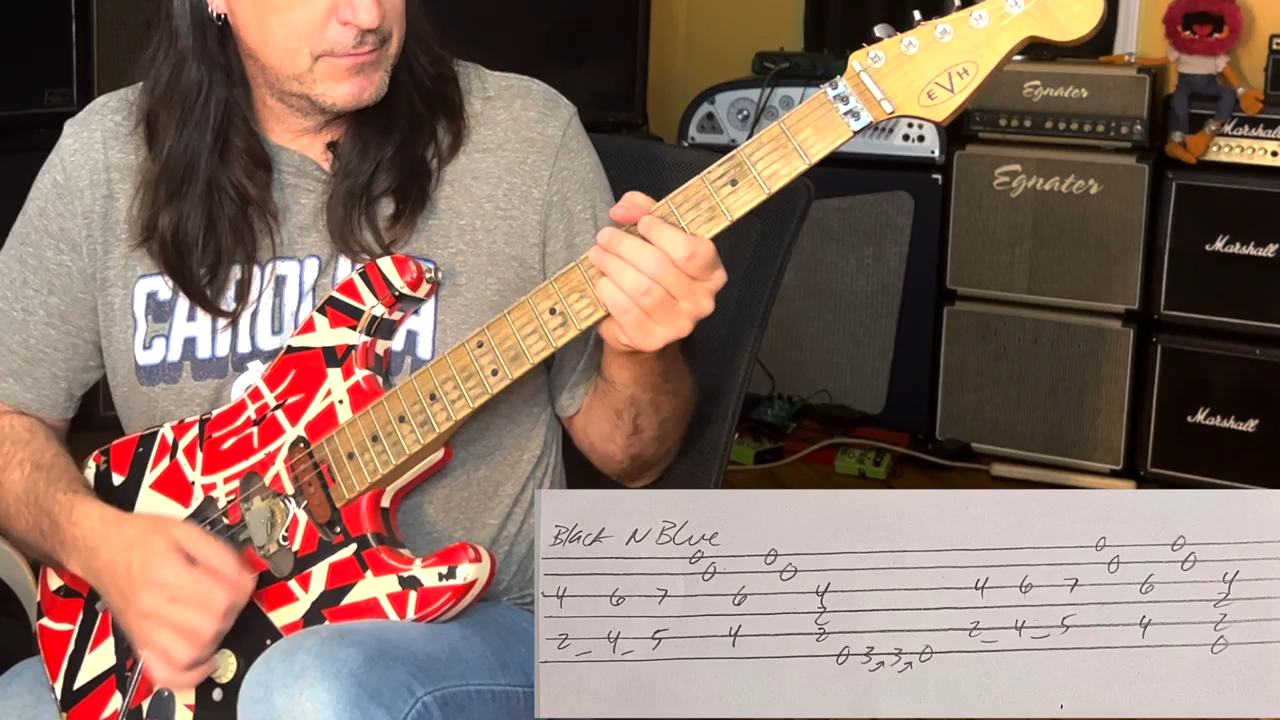 EVH
Egnater
Marshall
Egnater
Marshall
CAROLINA
Marshall
Black N Blue
0 0 0 0
0 0 0 0
4 6 7 6 4 4 6 7 6 4
2 2
2 4 5 4 2 2 4 5 4 2
0 3 3 0 0